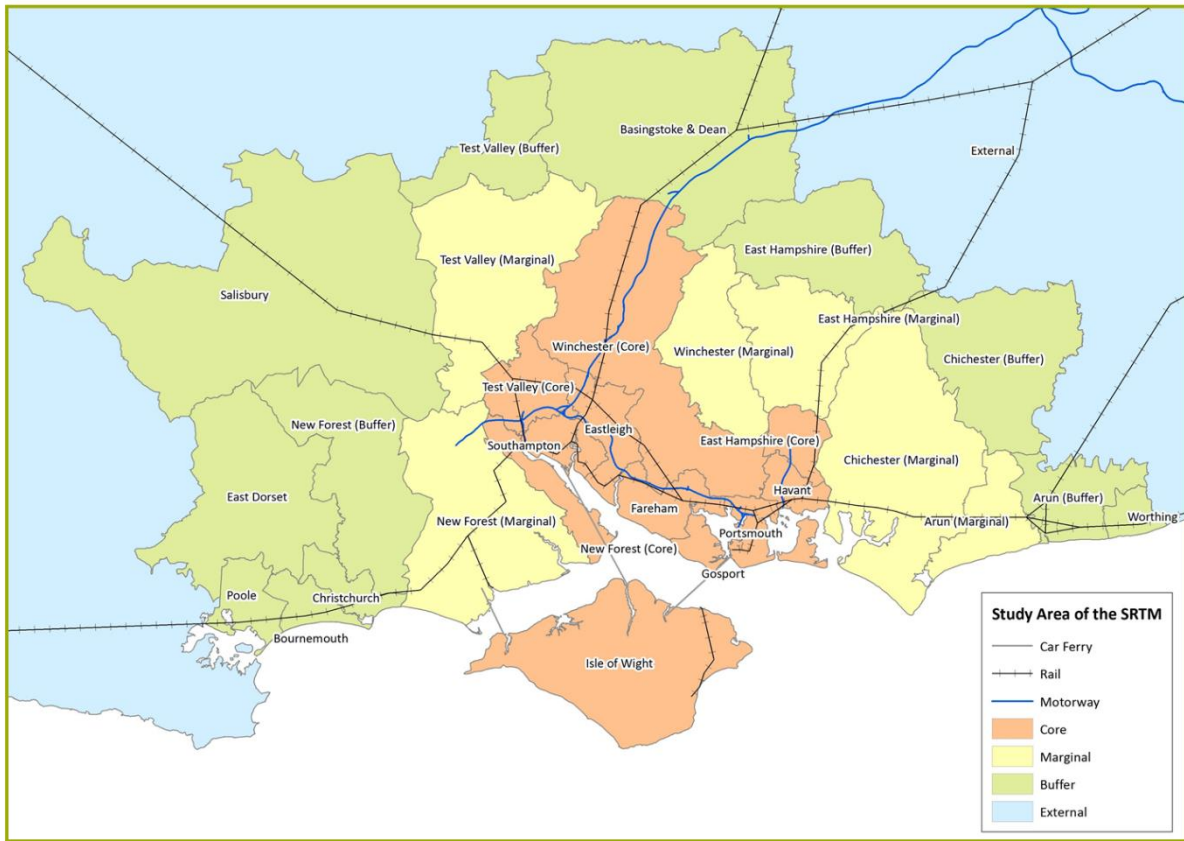 Basingstoke & Dean
Test Valley (Buffer)
External
East Hampshire (Buffer)
Test Valley (Marginal)
Salisbury
East Hampshire (Marginal)
Winchester (Core)
Winchester (Marginal)
Chichester (Buffer)
Test Valley (Core)
New Forest (Buffer)
Eastleigh
Southampton
East Hampshire (Core)
Chichester (Marginal)
Havant
East Dorset
Fareham
Arun (Buffer)
Worthing
New Forest (Marginal)
Arun (Marginal)
Portsmouth
New Forest (Core)
Gosport
Poole
Christchurch
Bournemouth
Isle of Wight
Study Area of the SRTM
Car Ferry
Rail
Motorway
Core
Marginal
Buffer
External